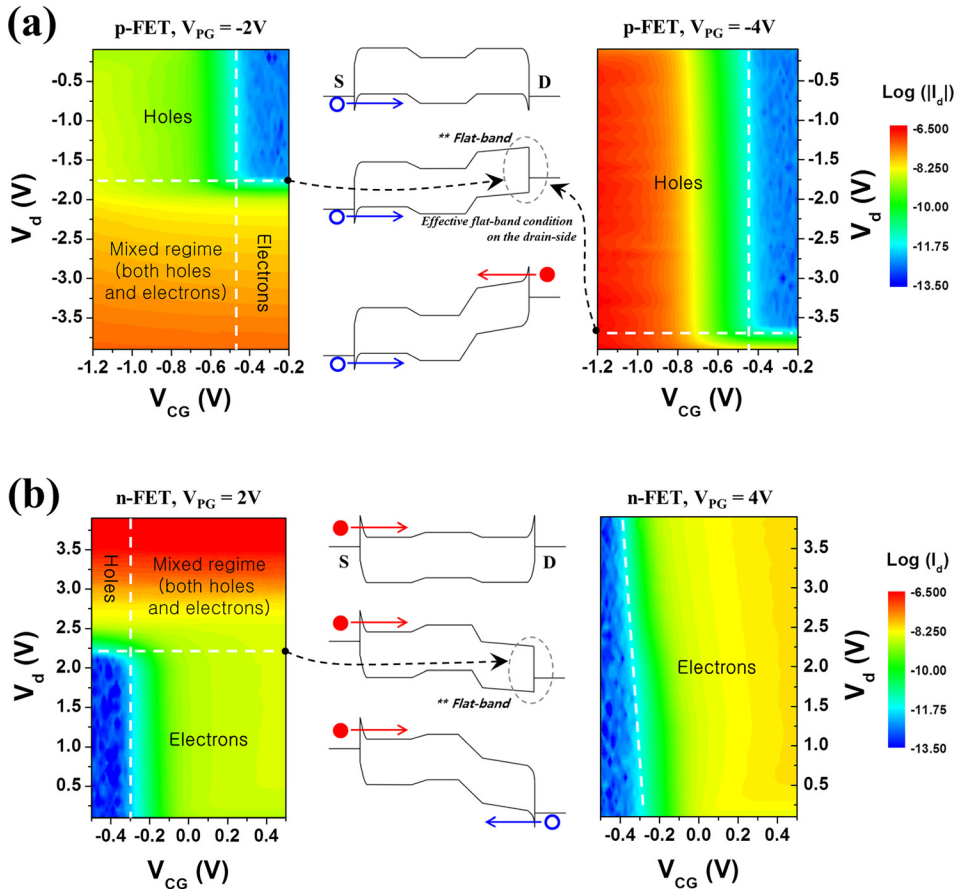 (a)
p-FET, V_PG = -2V
p-FET, V_PG = -4V
-0.5
-1.0
-1.5
-2.0
-2.5
-3.0
-3.5
V_d (V)
Holes
Mixed regime
(both holes
and electrons)
Electrons
-1.2 -1.0 -0.8 -0.6 -0.4 -0.2
V_CG (V)
S
D
** Flat-band
Effective flat-band condition
on the drain-side
Holes
-0.5
-1.0
-1.5
-2.0
-2.5
-3.0
-3.5
V_d (V)
-1.2 -1.0 -0.8 -0.6 -0.4 -0.2
V_CG (V)
Log (|I_d|)
-6.500
-8.250
-10.00
-11.75
-13.50
(b)
n-FET, V_PG = 2V
n-FET, V_PG = 4V
3.5
3.0
2.5
2.0
1.5
1.0
0.5
V_d (V)
Holes
Mixed regime
(both holes
and electrons)
Electrons
-0.4 -0.2 0.0 0.2 0.4
V_CG (V)
S
D
** Flat-band
Electrons
3.5
3.0
2.5
2.0
1.5
1.0
0.5
V_d (V)
-0.4 -0.2 0.0 0.2 0.4
V_CG (V)
Log (I_d)
-6.500
-8.250
-10.00
-11.75
-13.50